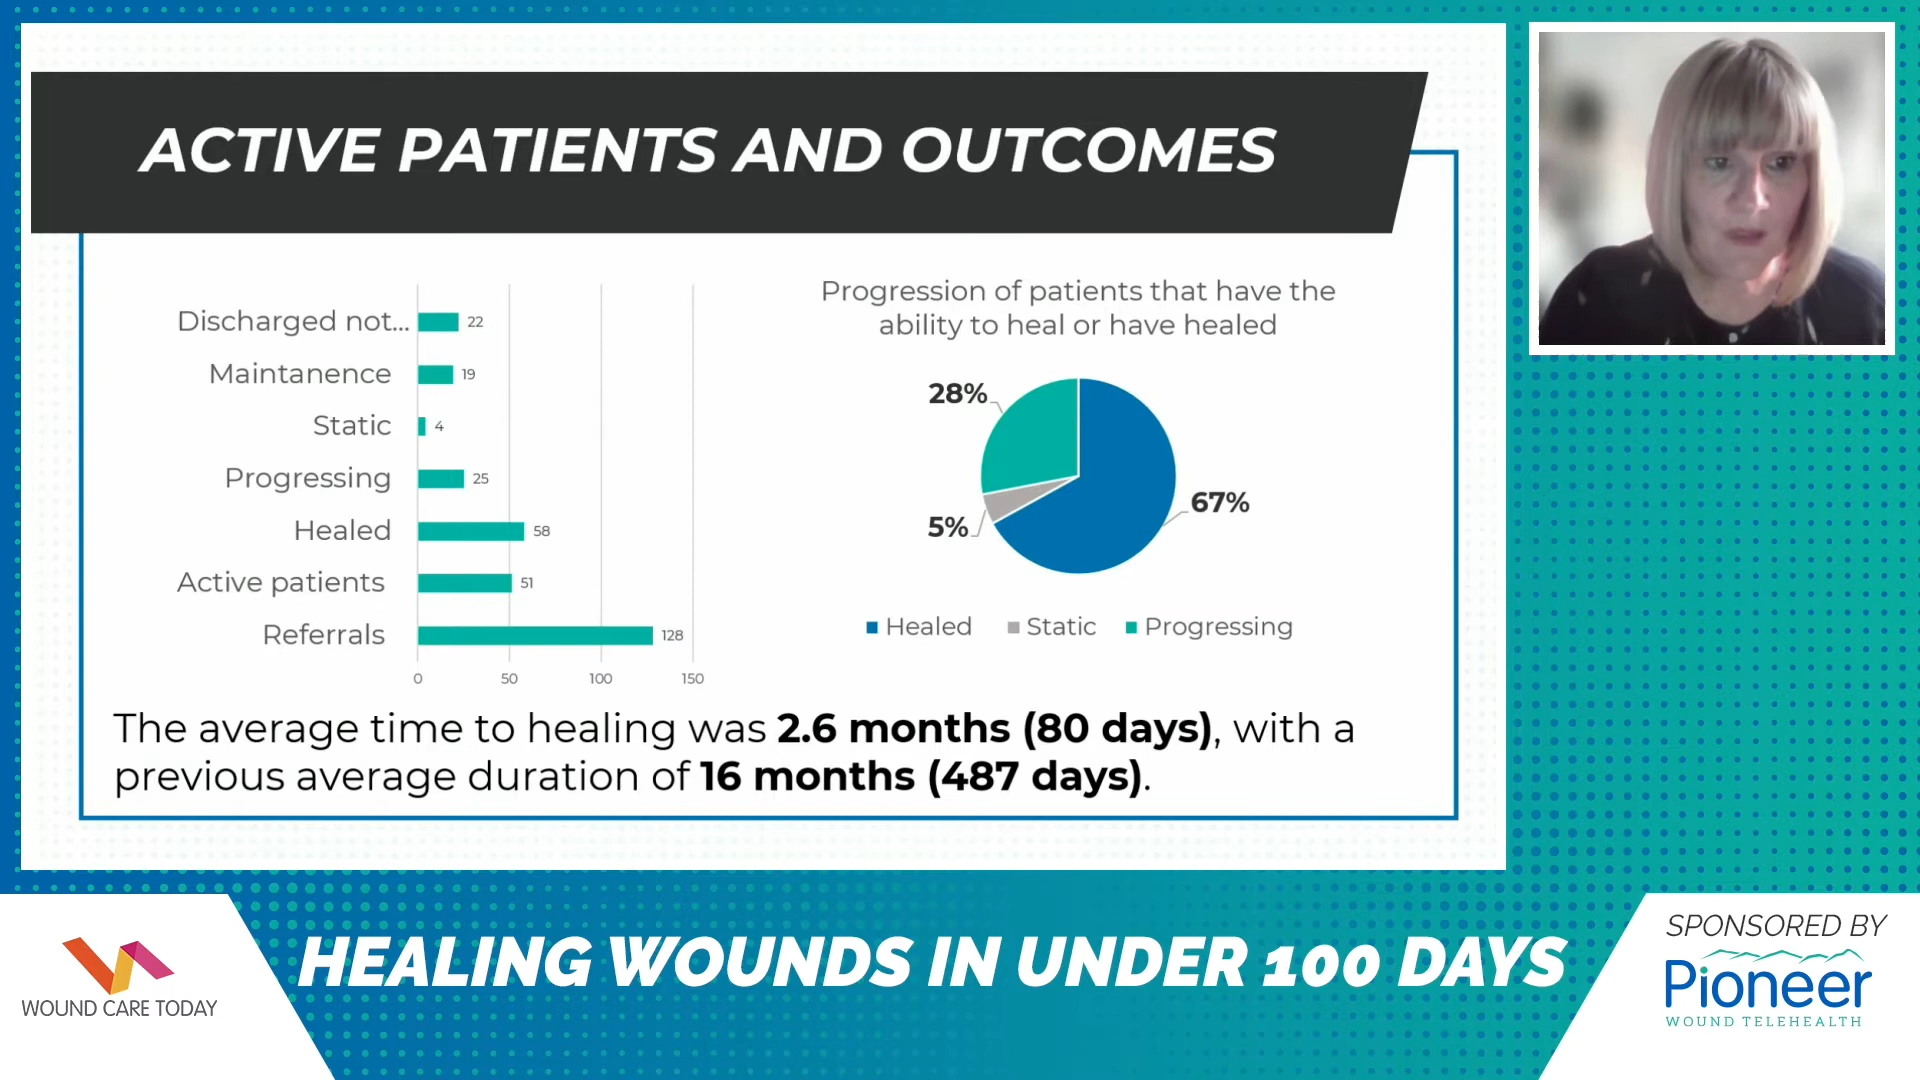 ACTIVE PATIENTS AND OUTCOMES
Discharged not... 22
Maintanence 19
Static 4
Progressing 25
Healed 58
Active patients 51
Referrals 128
0 50 100 150
Progression of patients that have the
ability to heal or have healed
28%
67%
5%
Healed Static Progressing
The average time to healing was 2.6 months (80 days), with a
previous average duration of 16 months (487 days).
WOUND CARE TODAY
HEALING WOUNDS IN UNDER 100 DAYS
SPONSORED BY
Pioneer
WOUND TELEHEALTH